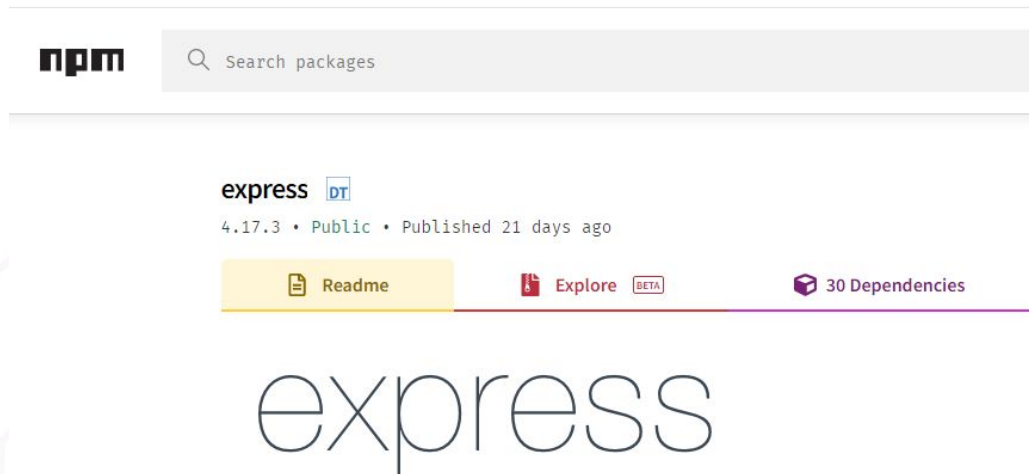 npm
Search packages
express DT
4.17.3 • Public • Published 21 days ago
Readme
Explore BETA
30 Dependencies
express